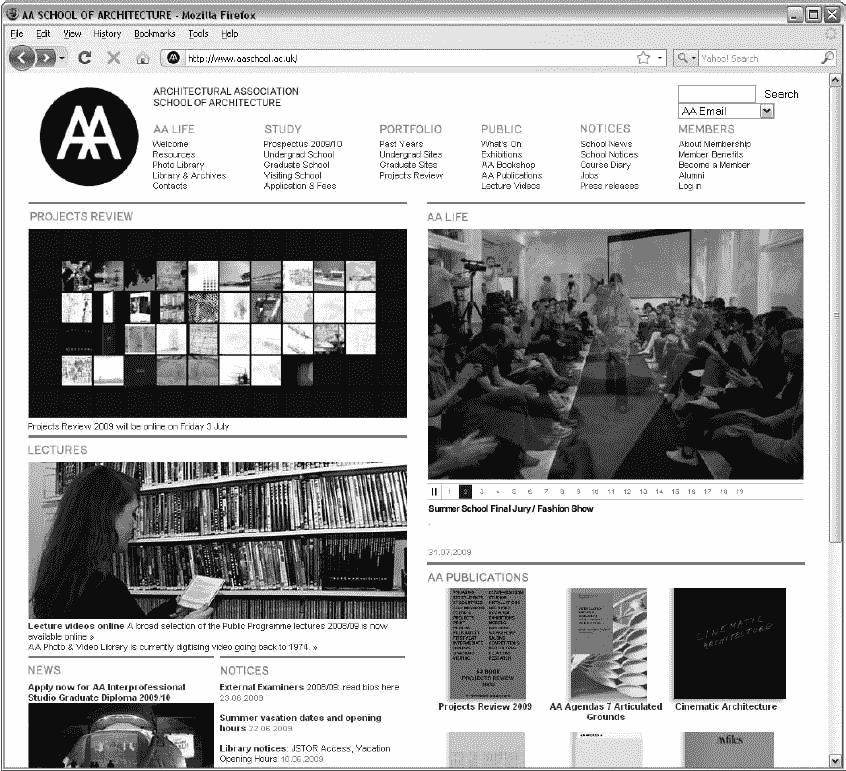 AA SCHOOL OF ARCHITECTURE - Mozilla Firefox
File Edit View History Bookmarks Tools Help
http://www.aaschool.ac.uk/
Yahoo! Search
AA
ARCHITECTURAL ASSOCIATION
SCHOOL OF ARCHITECTURE
Search
AA Email
AA LIFE
Welcome
Resources
Photo Library
Library & Archives
Contacts
STUDY
Prospectus 2009/10
Undergrad School
Graduate School
Visiting School
Application & Fees
PORTFOLIO
Past Years
Undergrad Sites
Graduate Sites
Projects Review
PUBLIC
What's On
Exhibitions
AA Bookshop
AA Publications
Lecture Videos
NOTICES
School News
School Notices
Course Diary
Jobs
Press releases
MEMBERS
About Membership
Member Benefits
Become a Member
Alumni
Log in
PROJECTS REVIEW
Projects Review 2009 will be online on Friday 3 July
LECTURES
Lecture videos online A broad selection of the Public Programme lectures 2008/09 is now
available online »
AA Photo & Video Library is currently digitising video going back to 1974. »
NEWS
Apply now for AA Interprofessional
Studio Graduate Diploma 2009/10
NOTICES
External Examiners 2008/09: read bios here
23.06.2009
Summer vacation dates and opening
hours 22.06.2009
Library notices: JSTOR Access, Vacation
Opening Hours 10.06.2009
AA LIFE
1 2 3 4 5 6 7 8 9 10 11 12 13 14 15 16 17 18 19
Summer School Final Jury / Fashion Show
31.07.2009
AA PUBLICATIONS
AA BOOK
PROJECTS REVIEW
2009
CINEMATIC
ARCHITECTURE
Projects Review 2009
AA Agendas 7 Articulated
Grounds
Cinematic Architecture
AAfiles